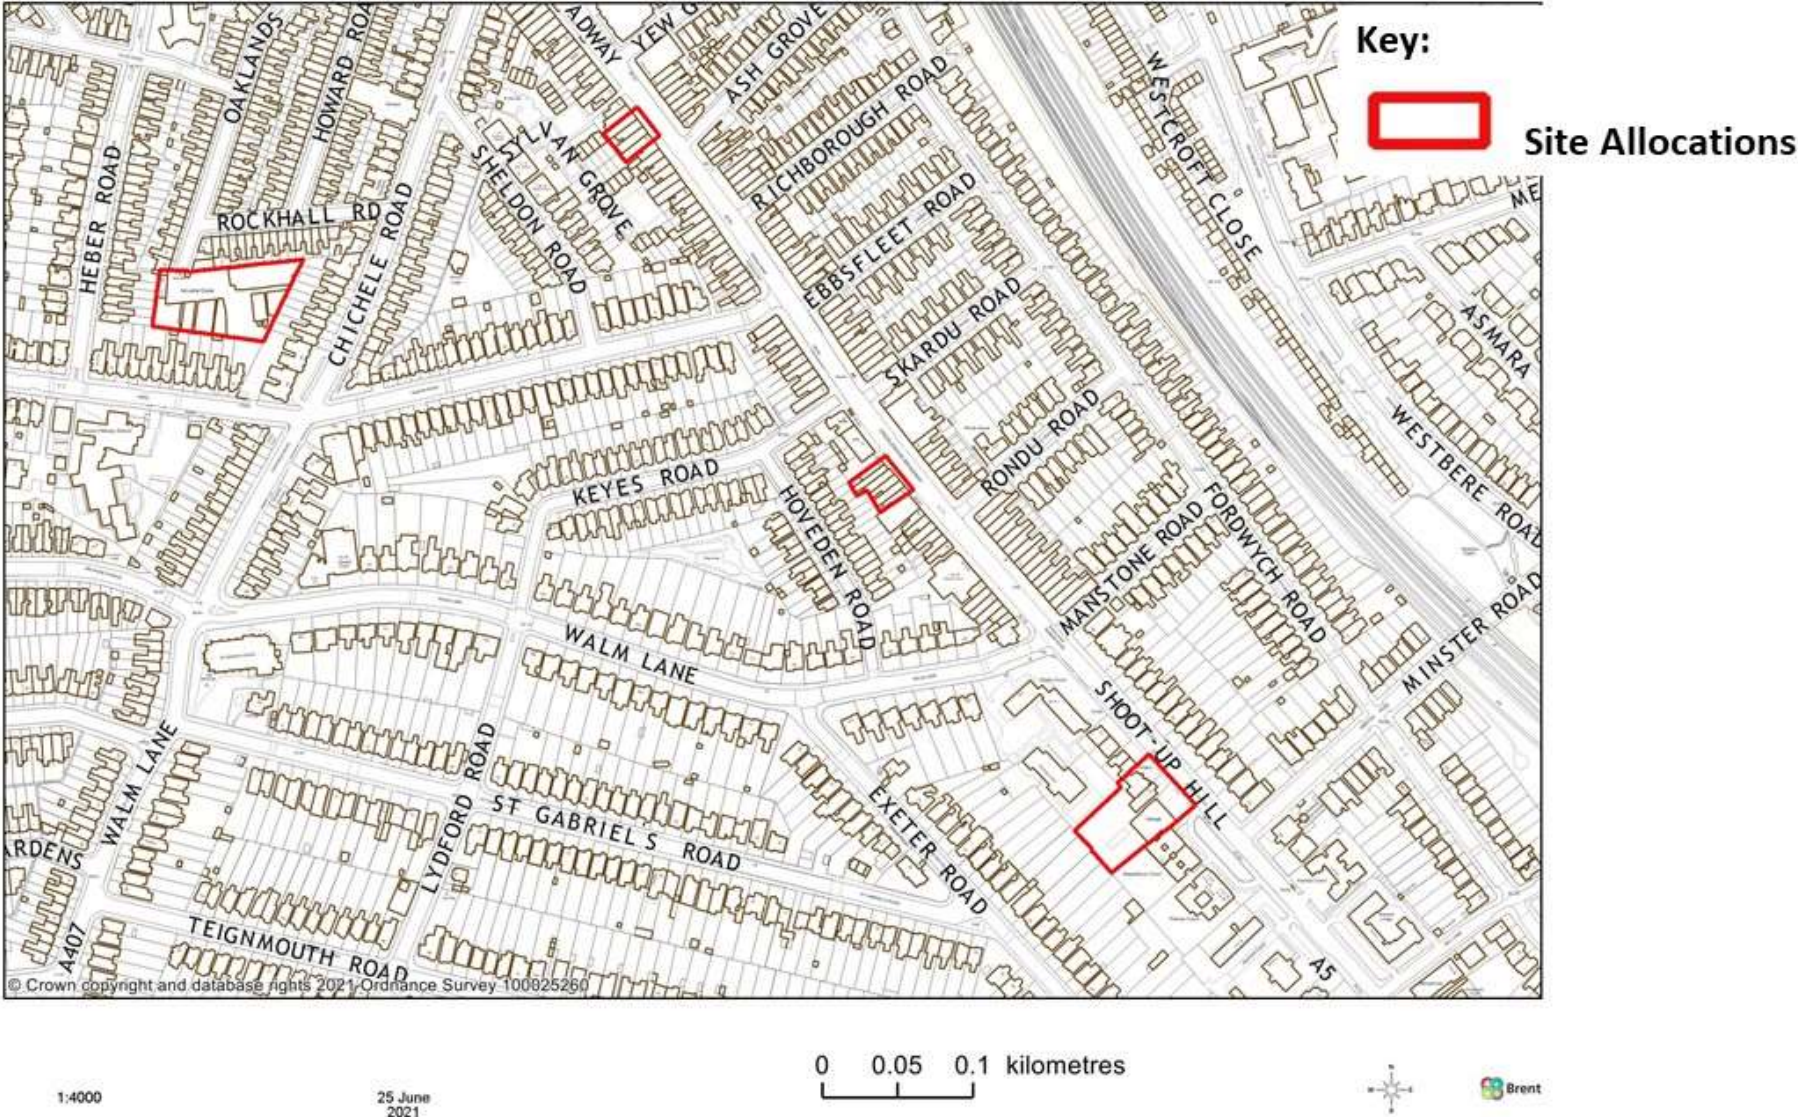 Key:
Site Allocations
OAKLANDS
HOWARD ROA
ADWAY
YEW G
ASH GROVE
WESTCROFT CLOSE
HEBER ROAD
ROCKHALL RD
CHICHELE ROAD
SYLVAN GROVE
SHELDON ROAD
RICHBOROUGH ROAD
EBBSFLEET ROAD
SKARDU ROAD
ME
ASMARA
RONDU ROAD
WESTBERE ROAD
KEYES ROAD
HOVEDEN ROAD
MANSTONE ROAD
FORDWYCH ROAD
MINSTER ROAD
WALM LANE
SHOOT-UP HILL
WALM LANE
LYDFORD ROAD
ST GABRIEL S ROAD
EXETER ROAD
ARDENS
A407
TEIGNMOUTH ROAD
A5
© Crown copyright and database rights 2021 Ordnance Survey 100025260
0 0.05 0.1 kilometres
1:4000
25 June
2021
Brent